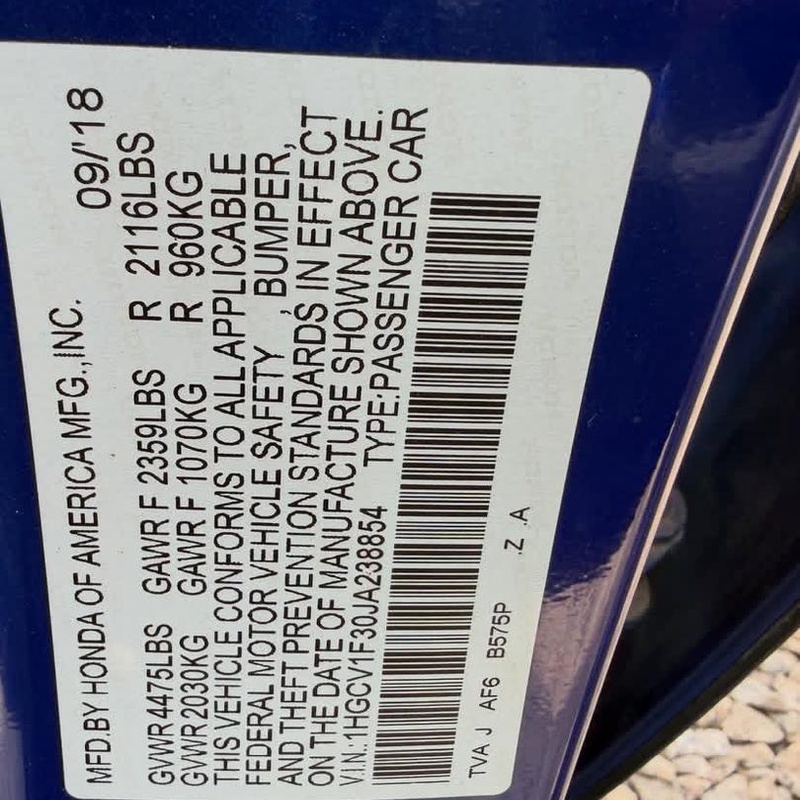 MFD.BY HONDA OF AMERICA MFG.,INC. 09/'18
GVWR 4475LBS GAWR F 2359LBS R 2116LBS
GVWR 2030KG GAWR F 1070KG R 960KG
THIS VEHICLE CONFORMS TO ALL APPLICABLE
FEDERAL MOTOR VEHICLE SAFETY , BUMPER,
AND THEFT PREVENTION STANDARDS IN EFFECT
ON THE DATE OF MANUFACTURE SHOWN ABOVE.
V.I.N.:1HGCV1F30JA238854 TYPE:PASSENGER CAR
TVA J AF6 B575P .Z .A